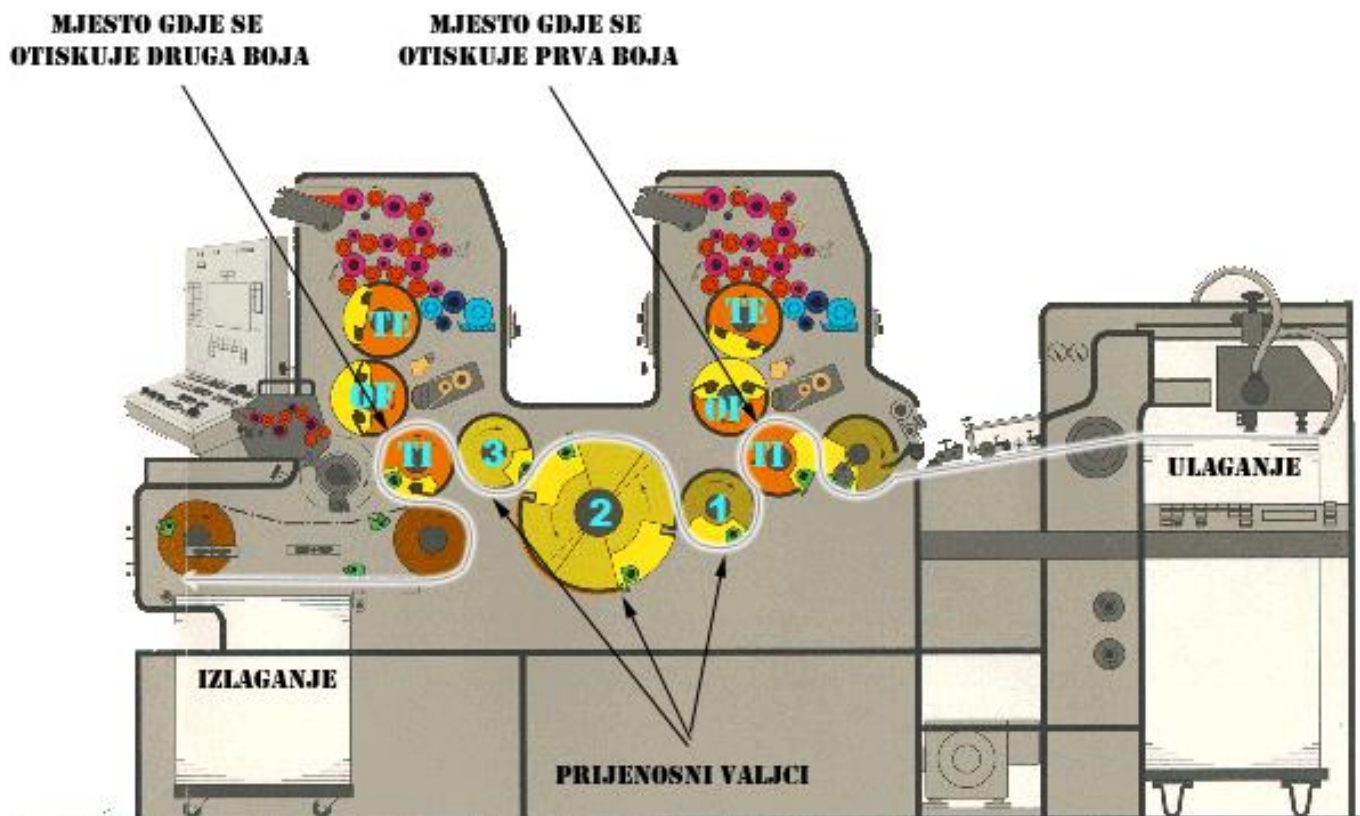 MJESTO GDJE SE
OTISKUJE DRUGA BOJA
MJESTO GDJE SE
OTISKUJE PRVA BOJA
TE
TE
OF
OF
TI
3
TI
2
1
ULAGANJE
IZLAGANJE
PRIJENOSNI VALJCI